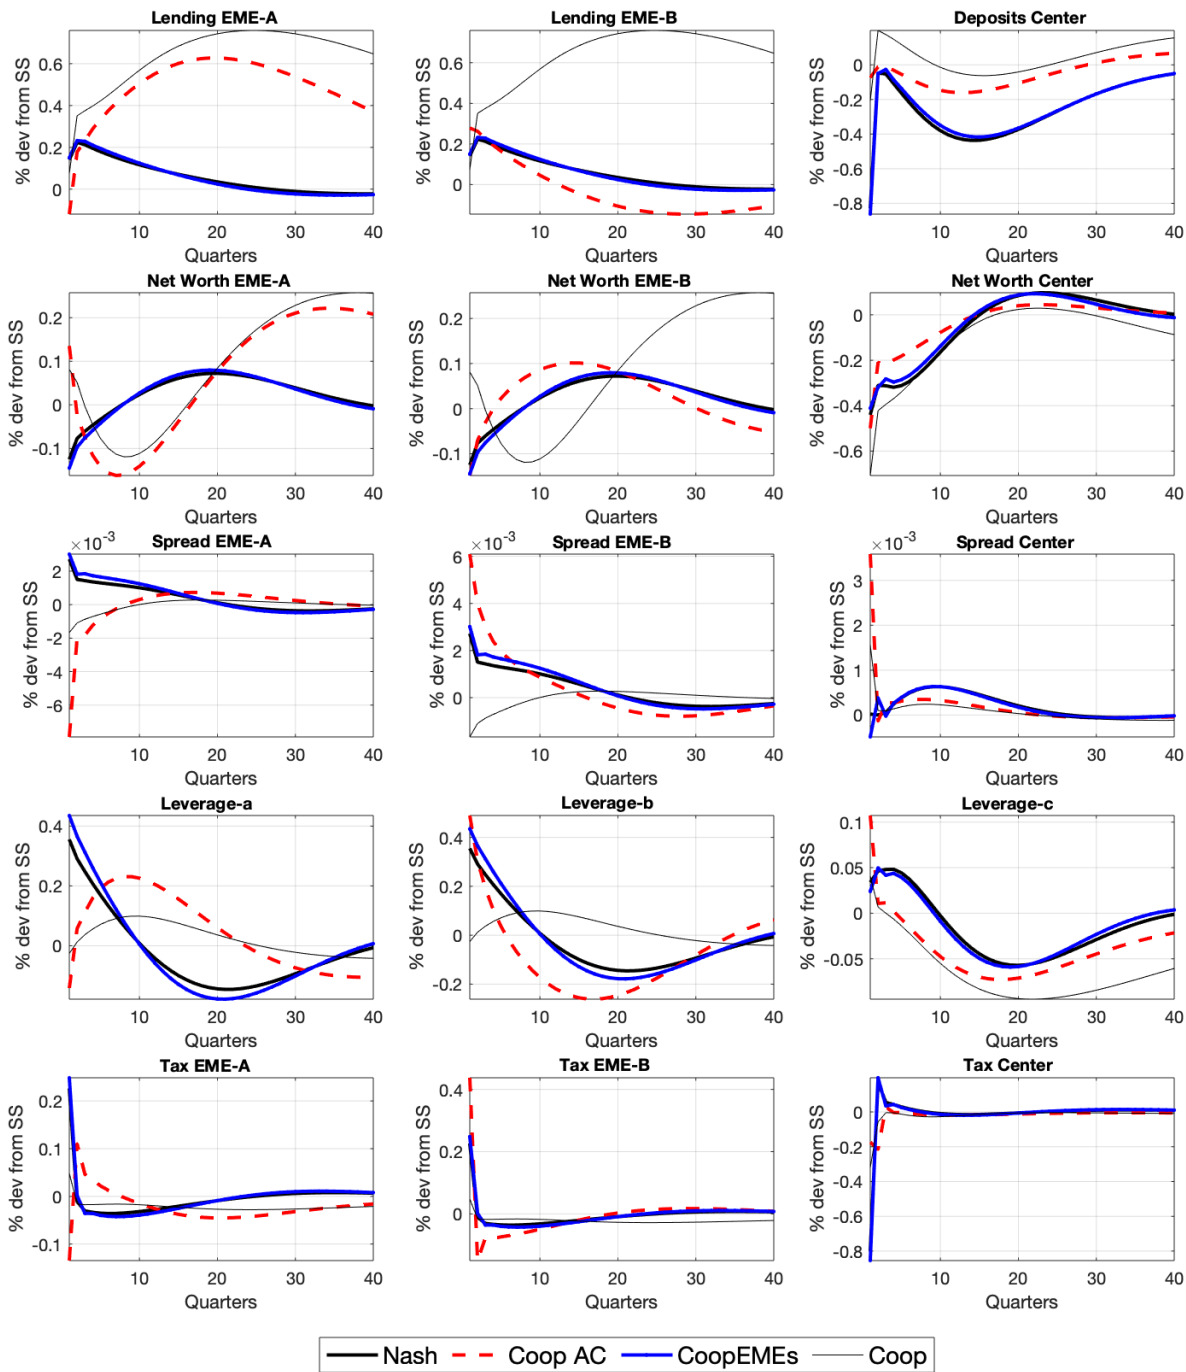 Lending EME-A
% dev from SS
0.6
0.4
0.2
0
10 20 30 40
Quarters
Lending EME-B
% dev from SS
0.6
0.4
0.2
0
10 20 30 40
Quarters
Deposits Center
% dev from SS
0
-0.2
-0.4
-0.6
-0.8
10 20 30 40
Quarters
Net Worth EME-A
% dev from SS
0.2
0.1
0
-0.1
10 20 30 40
Quarters
Net Worth EME-B
% dev from SS
0.2
0.1
0
-0.1
10 20 30 40
Quarters
Net Worth Center
% dev from SS
0
-0.2
-0.4
-0.6
10 20 30 40
Quarters
×10⁻³ Spread EME-A
% dev from SS
2
0
-2
-4
-6
10 20 30 40
Quarters
×10⁻³ Spread EME-B
% dev from SS
6
4
2
0
10 20 30 40
Quarters
×10⁻³ Spread Center
% dev from SS
3
2
1
0
10 20 30 40
Quarters
Leverage-a
% dev from SS
0.4
0.2
0
10 20 30 40
Quarters
Leverage-b
% dev from SS
0.4
0.2
0
-0.2
10 20 30 40
Quarters
Leverage-c
% dev from SS
0.1
0.05
0
-0.05
10 20 30 40
Quarters
Tax EME-A
% dev from SS
0.2
0.1
0
-0.1
10 20 30 40
Quarters
Tax EME-B
% dev from SS
0.4
0.2
0
10 20 30 40
Quarters
Tax Center
% dev from SS
0
-0.2
-0.4
-0.6
-0.8
10 20 30 40
Quarters
Nash Coop AC CoopEMEs Coop